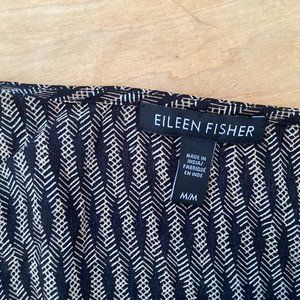 EILEEN FISHER
MADE IN
INDIA/
FABRIQUÉ
EN INDE
M/M